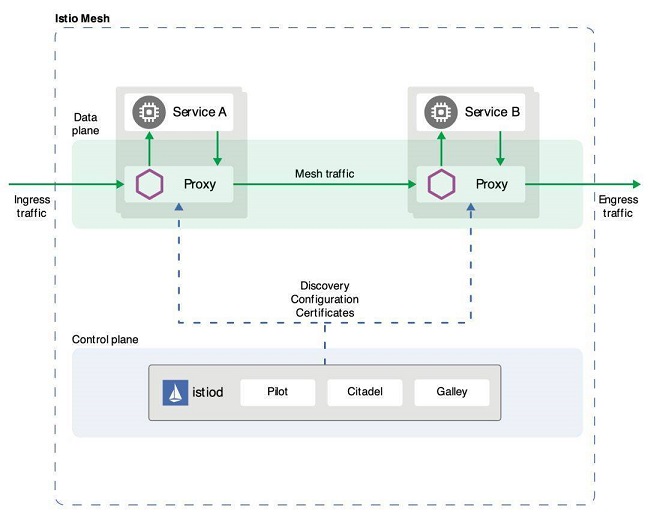 Istio Mesh
Data
plane
Service A
Service B
Proxy
Mesh traffic
Proxy
Ingress
traffic
Engress
traffic
Discovery
Configuration
Certificates
Control plane
istiod
Pilot
Citadel
Galley